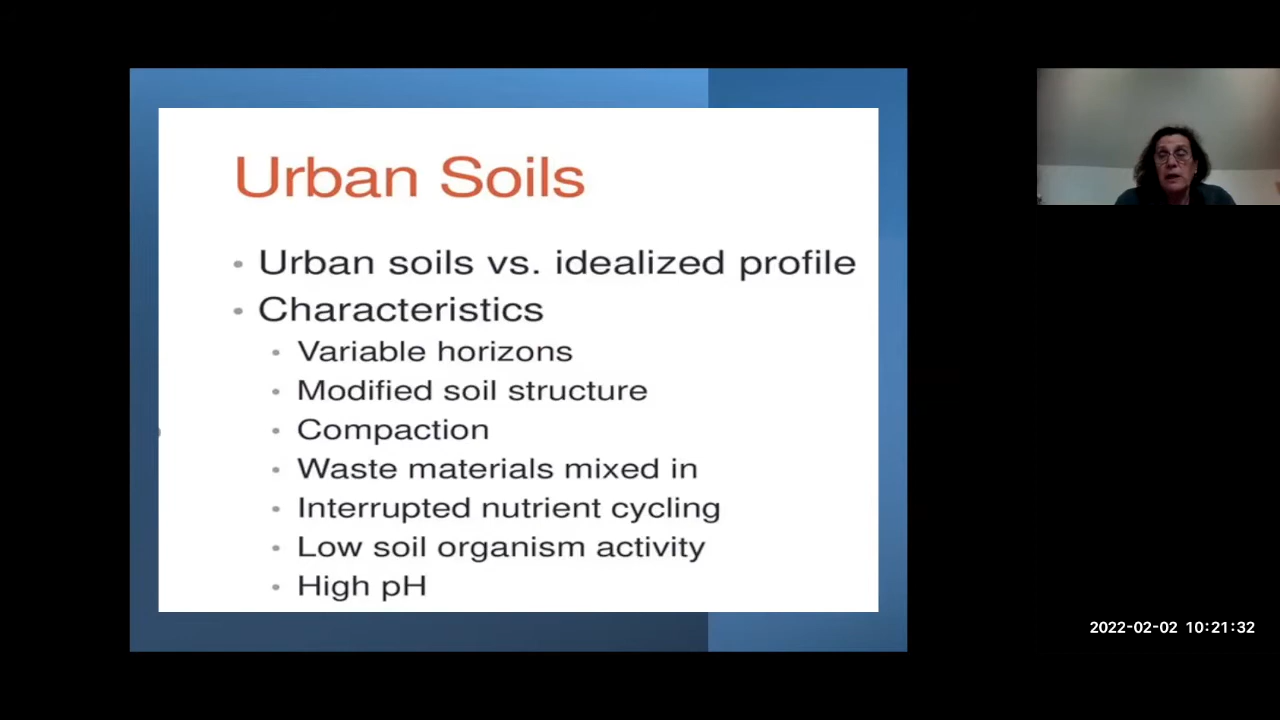 Urban Soils
• Urban soils vs. idealized profile
• Characteristics
• Variable horizons
• Modified soil structure
• Compaction
• Waste materials mixed in
• Interrupted nutrient cycling
• Low soil organism activity
• High pH
2022-02-02 10:21:32